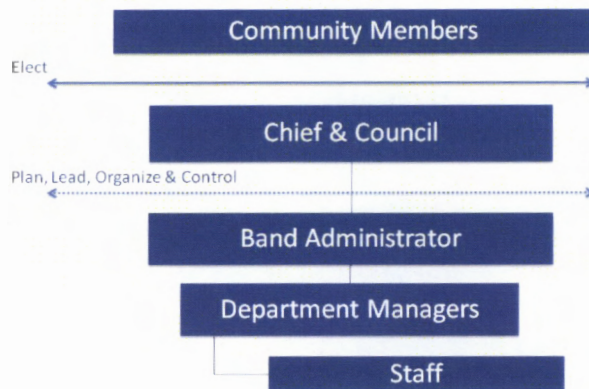 Community Members
Elect
Chief & Council
Plan, Lead, Organize & Control
Band Administrator
Department Managers
Staff